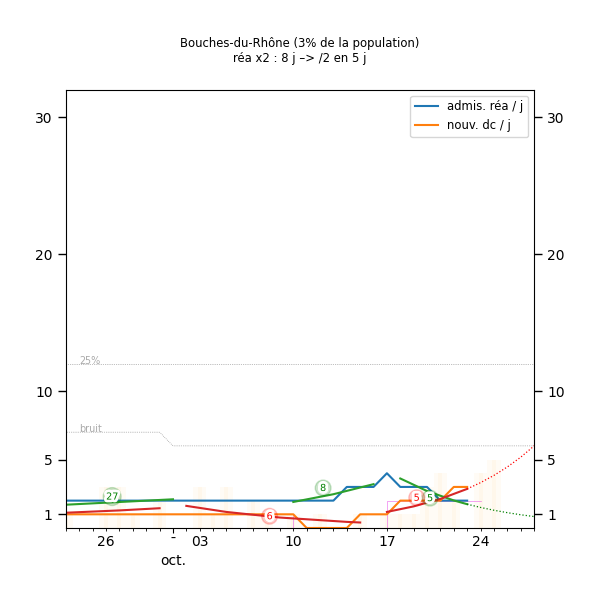 Bouches-du-Rhône (3% de la population)
réa x2 : 8 j –> /2 en 5 j
admis. réa / j
nouv. dc / j
30 30
20 20
25%
10 10
bruit
5 5
27 8 6 5 5
1 1
26 - 03 10 17 24
oct.